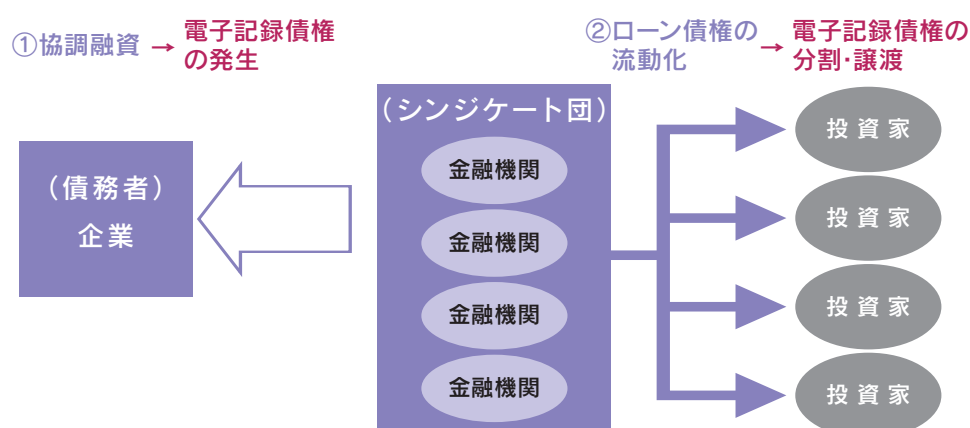 ①協調融資 → 電子記録債権
の発生
②ローン債権の
流動化 → 電子記録債権の
分割・譲渡
(債務者)
企業
(シンジケート団)
金融機関
金融機関
金融機関
金融機関
投資家
投資家
投資家
投資家